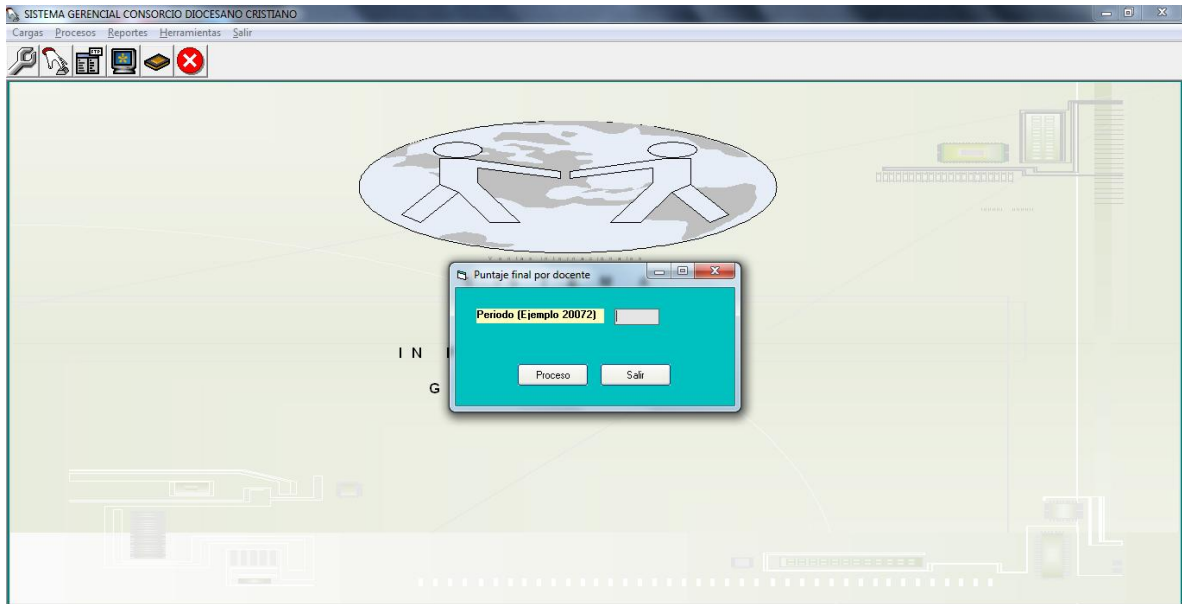 SISTEMA GERENCIAL CONSORCIO DIOCESANO CRISTIANO
Cargas Procesos Reportes Herramientas Salir
Puntaje final por docente
Periodo (Ejemplo 20072)
I N
G
Proceso Salir